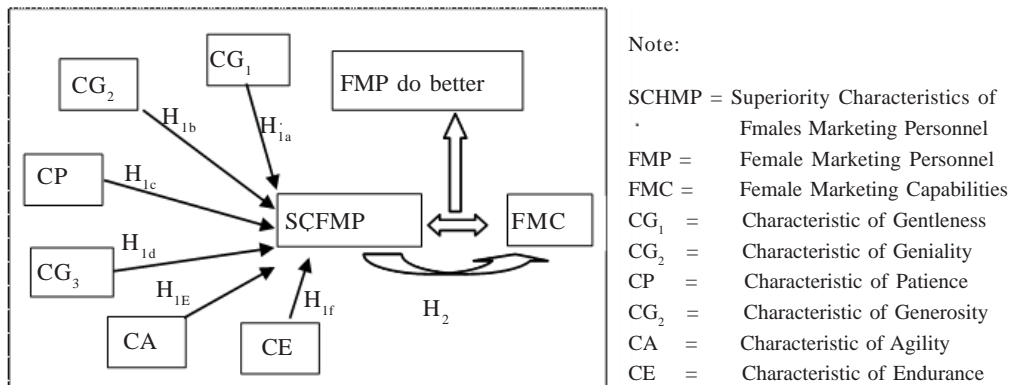 CG₁
CG₂
FMP do better
H₁b
H₁a
CP
H₁c
SCFMP
FMC
H₁d
CG₃
H₁E
H₁f
H₂
CA
CE
Note:
SCHMP = Superiority Characteristics of
Fmales Marketing Personnel
FMP = Female Marketing Personnel
FMC = Female Marketing Capabilities
CG₁ = Characteristic of Gentleness
CG₂ = Characteristic of Geniality
CP = Characteristic of Patience
CG₂ = Characteristic of Generosity
CA = Characteristic of Agility
CE = Characteristic of Endurance